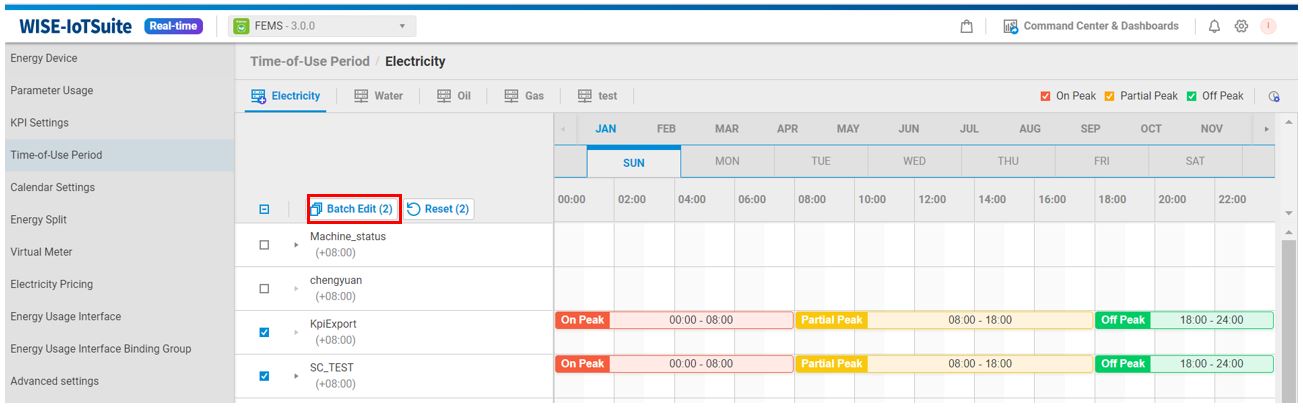 WISE-IoTSuite Real-time FEMS - 3.0.0 Command Center & Dashboards i
Energy Device
Parameter Usage
KPI Settings
Time-of-Use Period
Calendar Settings
Energy Split
Virtual Meter
Electricity Pricing
Energy Usage Interface
Energy Usage Interface Binding Group
Advanced settings
Time-of-Use Period / Electricity
Electricity Water Oil Gas test On Peak Partial Peak Off Peak
JAN FEB MAR APR MAY JUN JUL AUG SEP OCT NOV
SUN MON TUE WED THU FRI SAT
Batch Edit (2) Reset (2) 00:00 02:00 04:00 06:00 08:00 10:00 12:00 14:00 16:00 18:00 20:00 22:00
Machine_status
(+08:00)
chengyuan
(+08:00)
KpiExport
(+08:00)
On Peak 00:00 - 08:00 Partial Peak 08:00 - 18:00 Off Peak 18:00 - 24:00
SC_TEST
(+08:00)
On Peak 00:00 - 08:00 Partial Peak 08:00 - 18:00 Off Peak 18:00 - 24:00